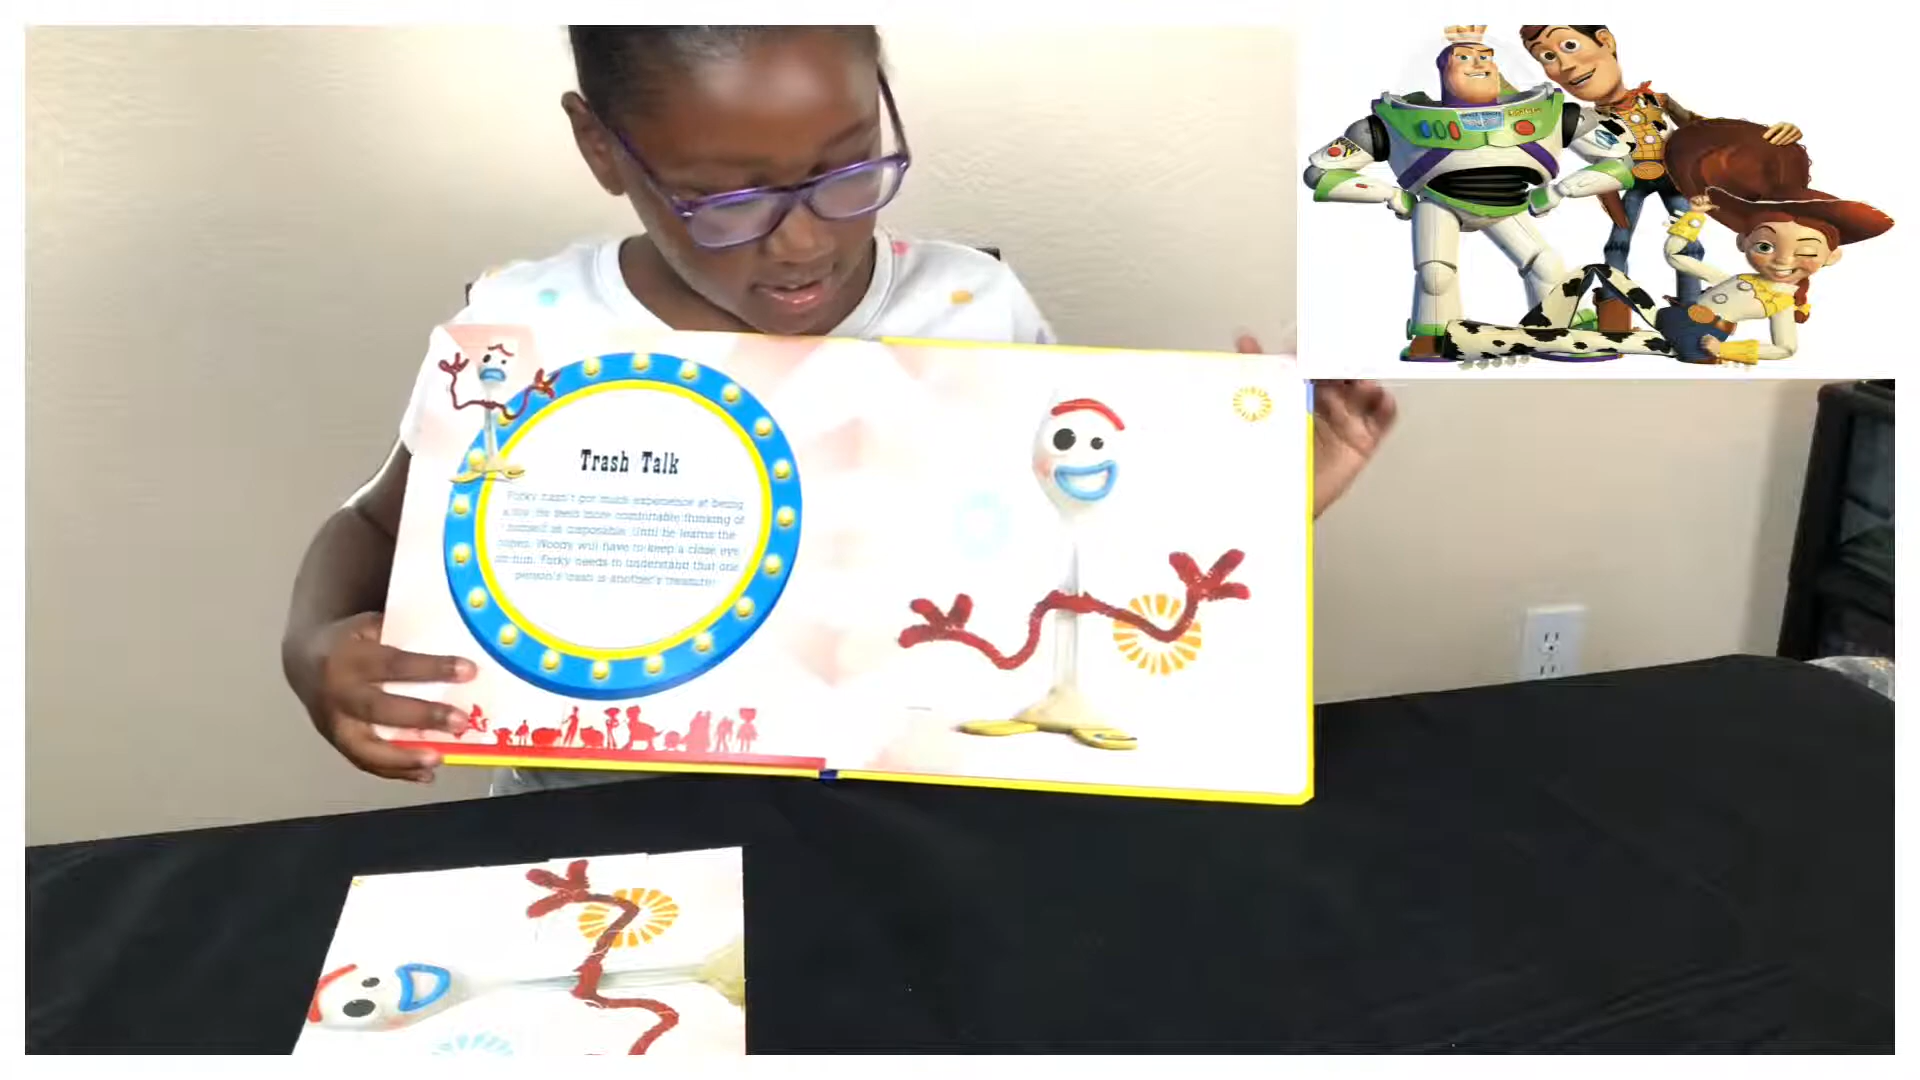 Trash Talk
Forky hasn't got much experience at being
a toy. He feels more comfortable thinking of
himself as disposable. Until he learns the
ropes, Woody will have to keep a close eye
on him. Forky needs to understand that one
person's trash is another's treasure!